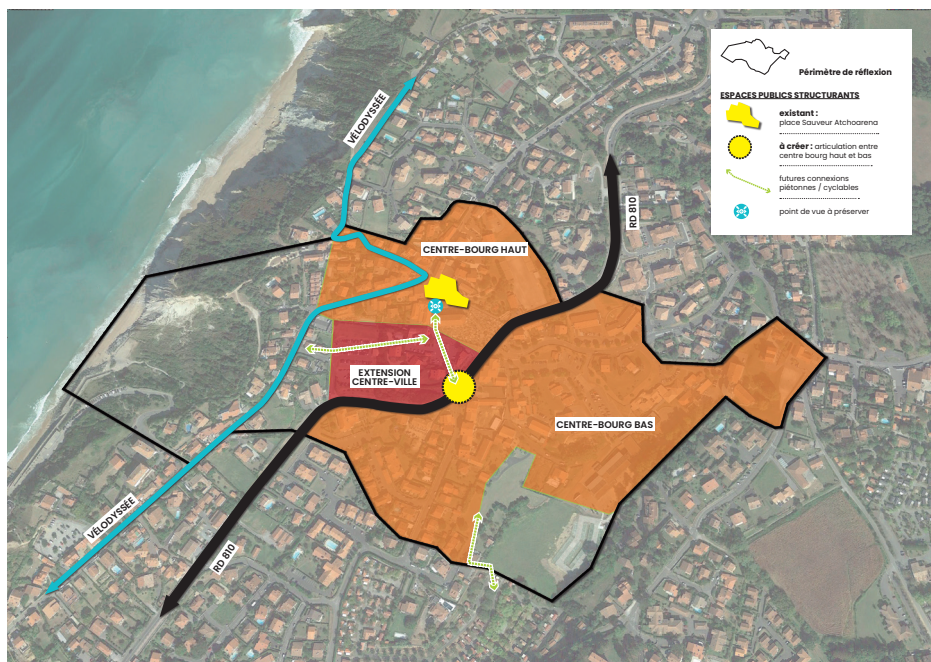 VÉLODYSSÉE
RD 810
CENTRE-BOURG HAUT
EXTENSION
CENTRE-VILLE
CENTRE-BOURG BAS
VÉLODYSSÉE
RD 810
Périmètre de réflexion
ESPACES PUBLICS STRUCTURANTS
existant :
place Sauveur Atchoarena
à créer : articulation entre
centre bourg haut et bas
futures connexions
piétonnes / cyclables
point de vue à préserver